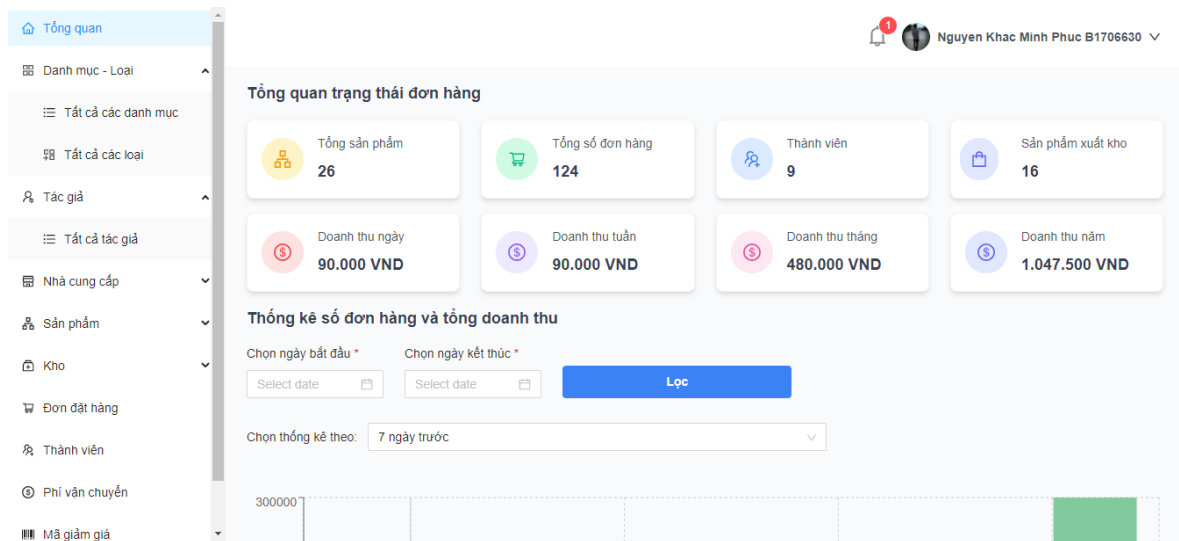 Tổng quan
Danh mục - Loại
Tất cả các danh mục
Tất cả các loại
Tác giả
Tất cả tác giả
Nhà cung cấp
Sản phẩm
Kho
Đơn đặt hàng
Thành viên
Phí vận chuyển
Mã giảm giá
1
Nguyen Khac Minh Phuc B1706630
Tổng quan trạng thái đơn hàng
Tổng sản phẩm
26
Tổng số đơn hàng
124
Thành viên
9
Sản phẩm xuất kho
16
Doanh thu ngày
90.000 VND
Doanh thu tuần
90.000 VND
Doanh thu tháng
480.000 VND
Doanh thu năm
1.047.500 VND
Thống kê số đơn hàng và tổng doanh thu
Chọn ngày bắt đầu *
Select date
Chọn ngày kết thúc *
Select date
Lọc
Chọn thống kê theo: 7 ngày trước
300000